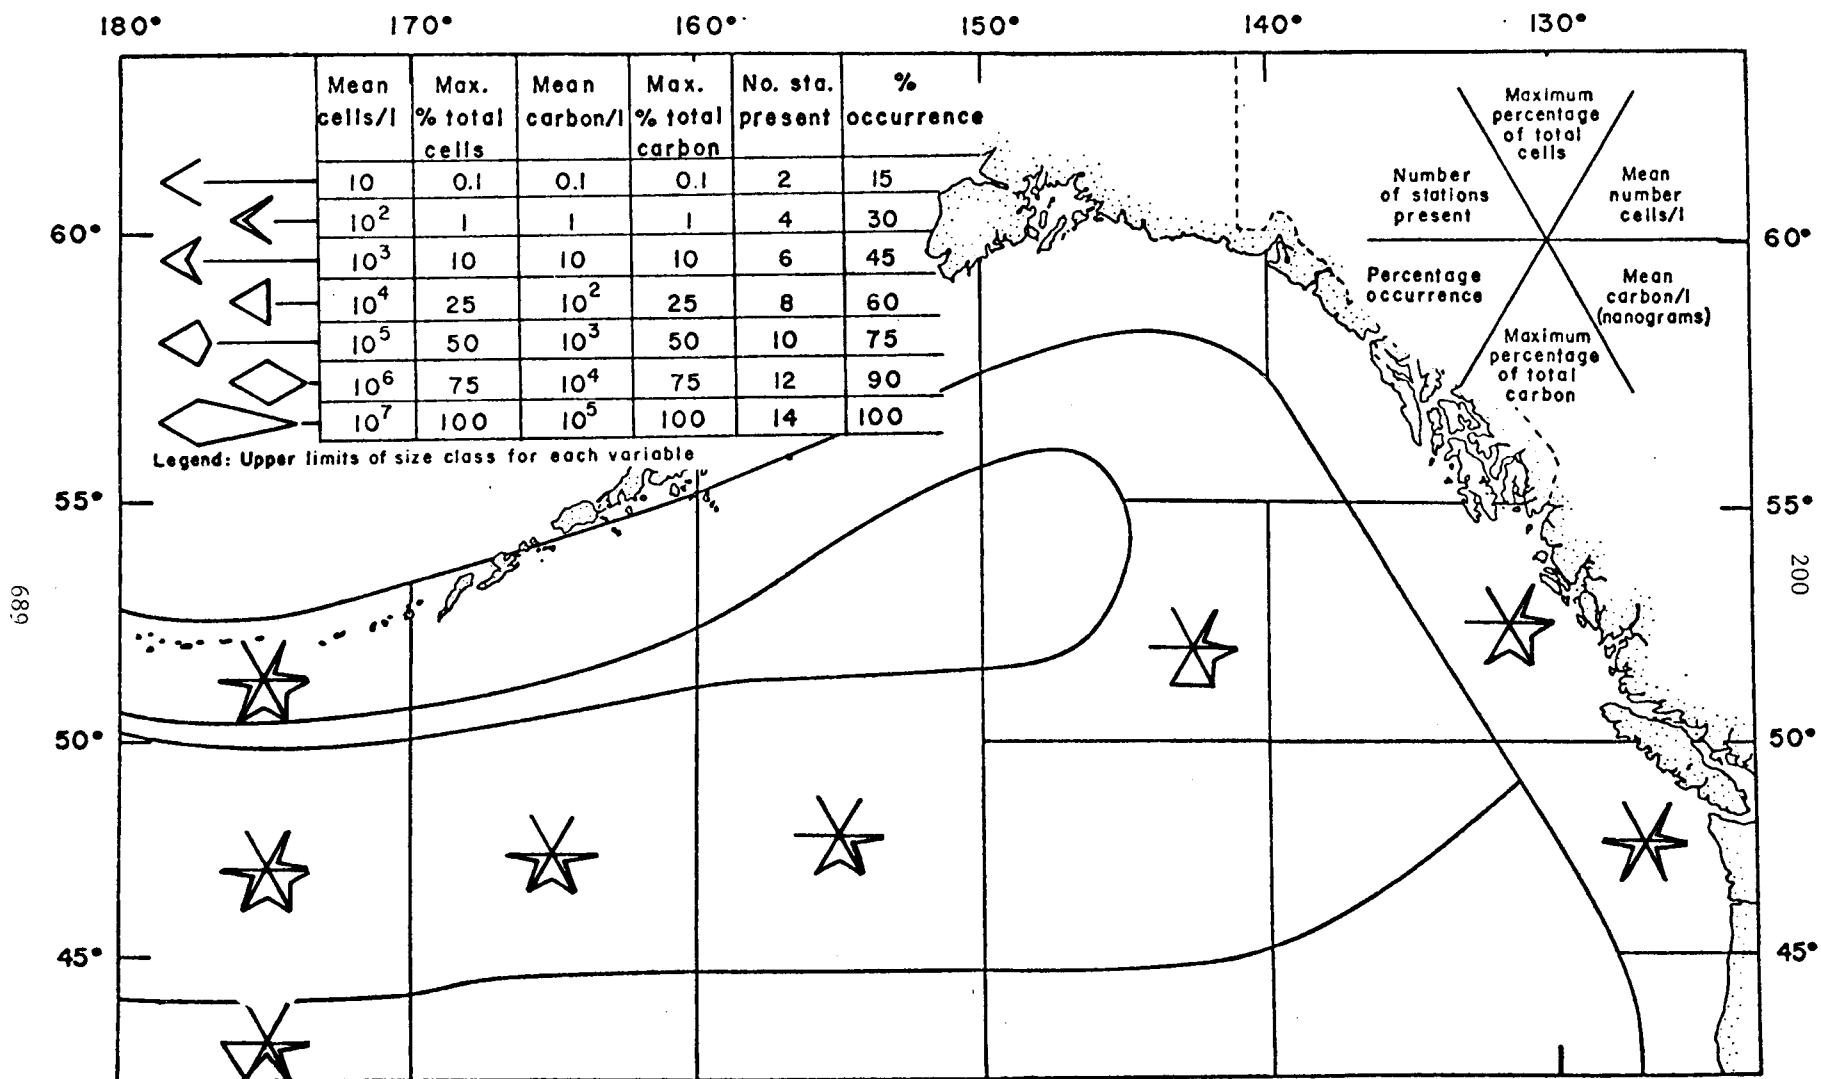 180° 170° 160° 150° 140° 130°
Mean cells/l Max. % total cells Mean carbon/l Max. % total carbon No. sta. present % occurrence
10 0.1 0.1 0.1 2 15
10² 1 1 1 4 30
10³ 10 10 10 6 45
10⁴ 25 10² 25 8 60
10⁵ 50 10³ 50 10 75
10⁶ 75 10⁴ 75 12 90
10⁷ 100 10⁵ 100 14 100
Legend: Upper limits of size class for each variable
Maximum
percentage
of total
cells
Number
of stations
present
Mean
number
cells/l
Percentage
occurrence
Mean
carbon/l
(nanograms)
Maximum
percentage
of total
carbon
60° 60°
55° 55°
50° 50°
45° 45°
689
200